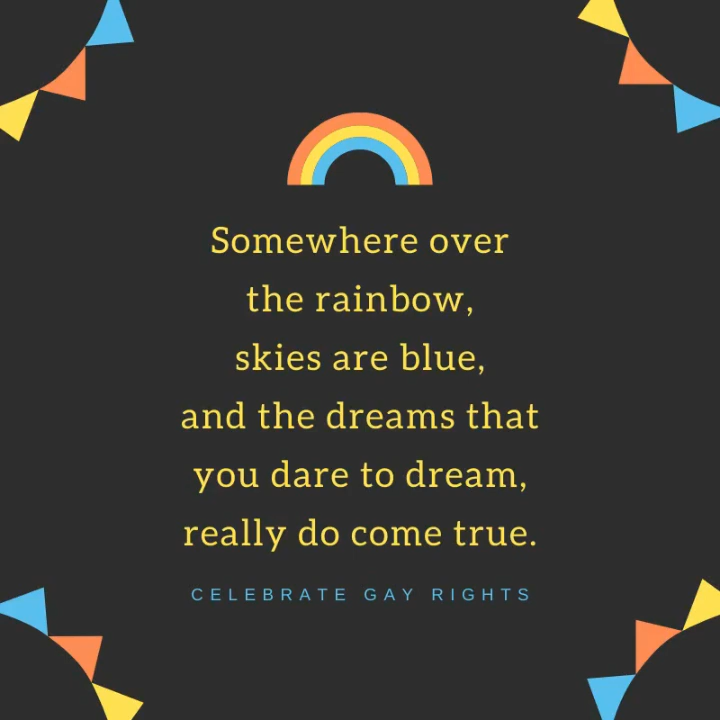 Somewhere over
the rainbow,
skies are blue,
and the dreams that
you dare to dream,
really do come true.
CELEBRATE GAY RIGHTS